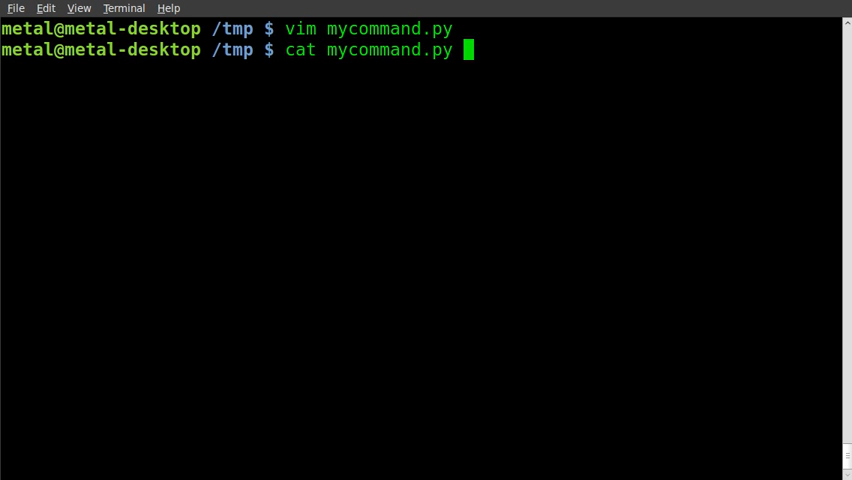 File Edit View Terminal Help
metal@metal-desktop /tmp $ vim mycommand.py
metal@metal-desktop /tmp $ cat mycommand.py